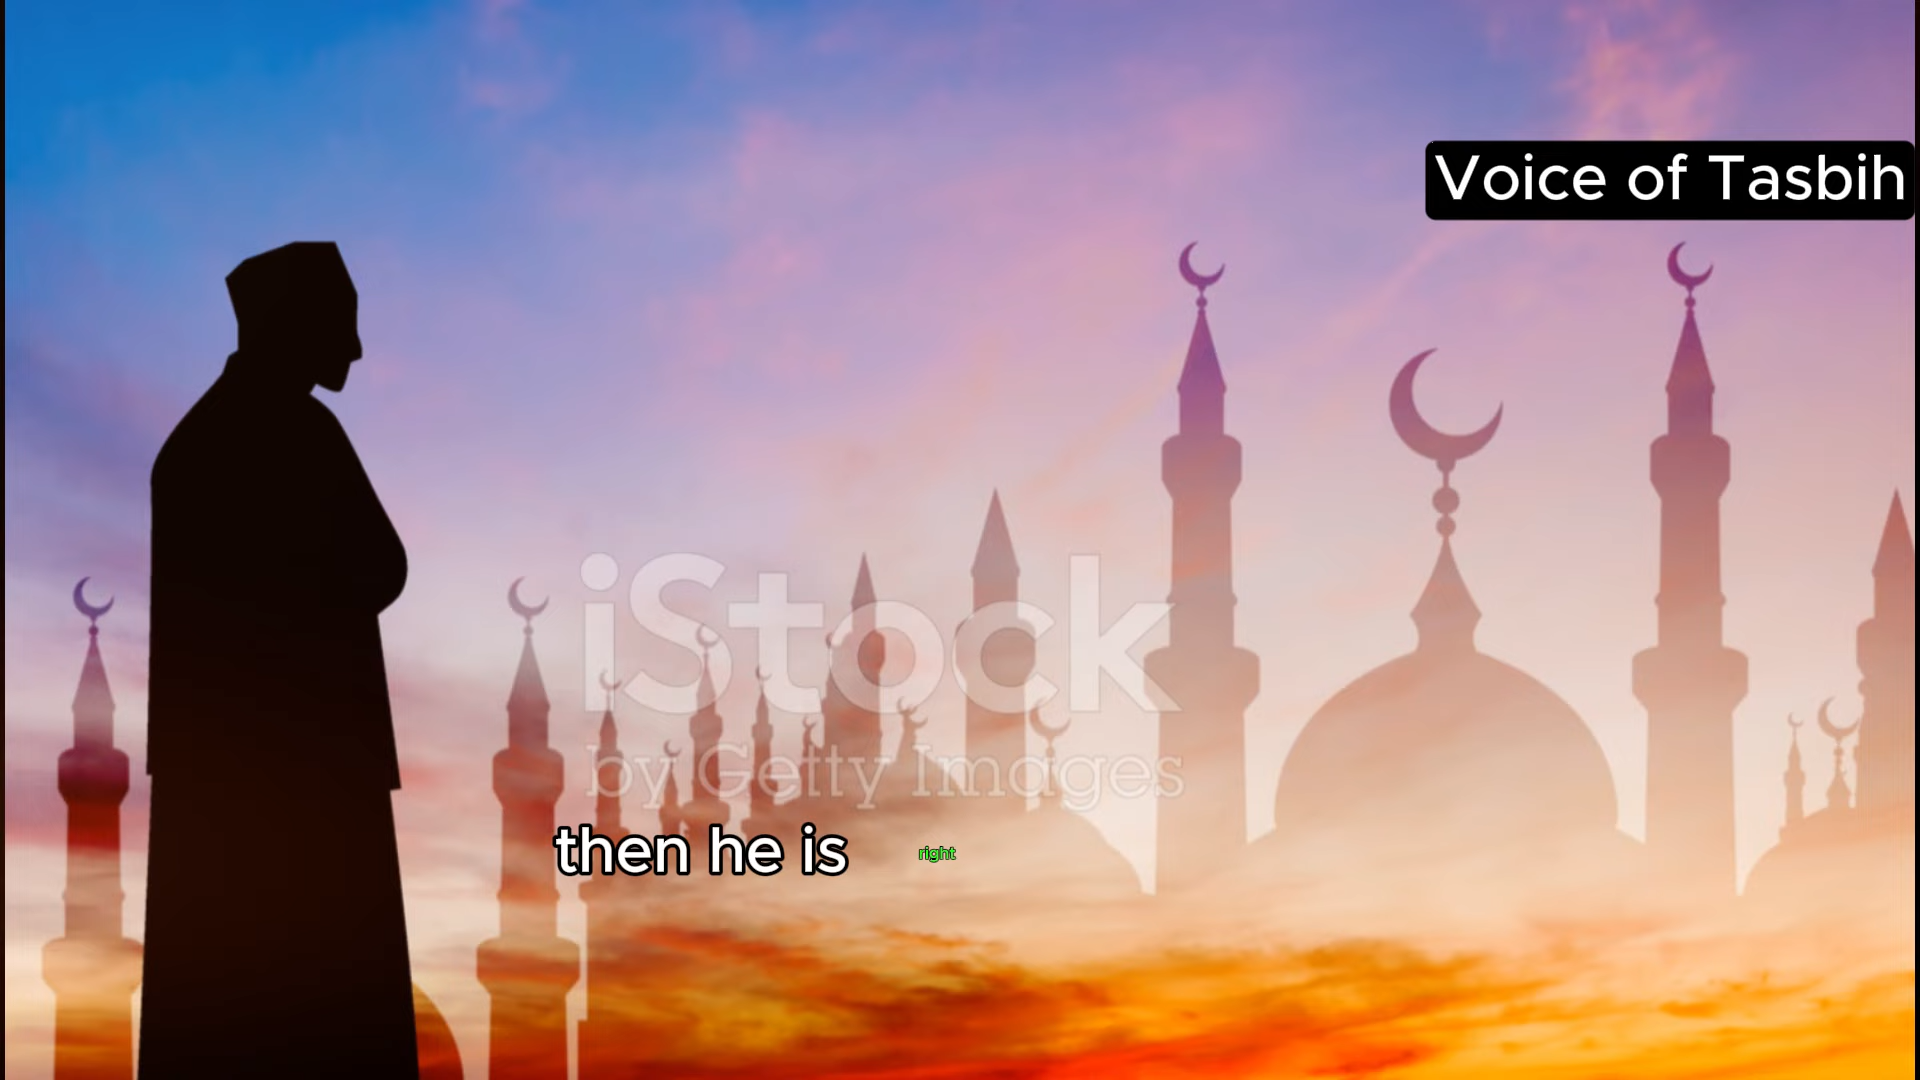 Voice of Tasbih
iStock
by Getty Images
then he is right